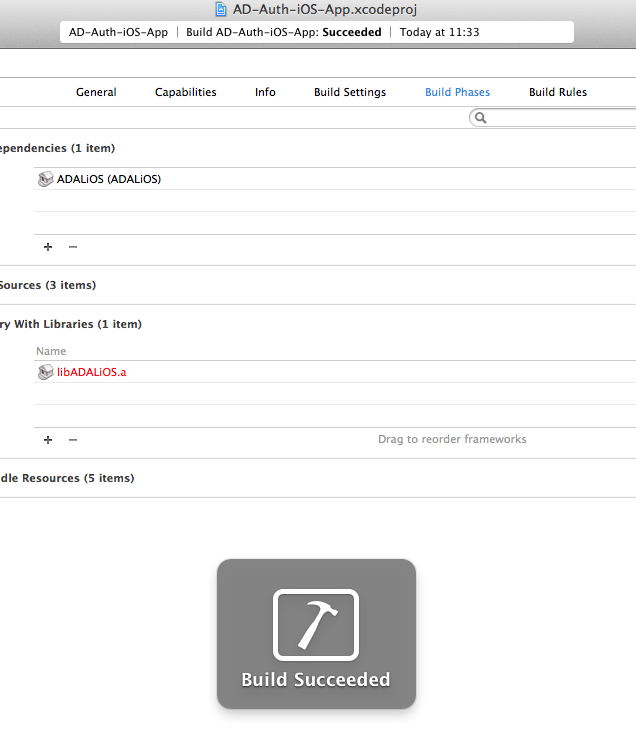 AD-Auth-iOS-App.xcodeproj
AD-Auth-iOS-App | Build AD-Auth-iOS-App: Succeeded | Today at 11:33
General Capabilities Info Build Settings Build Phases Build Rules
ependencies (1 item)
ADALiOS (ADALiOS)
+ −
Sources (3 items)
ry With Libraries (1 item)
Name
libADALiOS.a
+ − Drag to reorder frameworks
dle Resources (5 items)
Build Succeeded